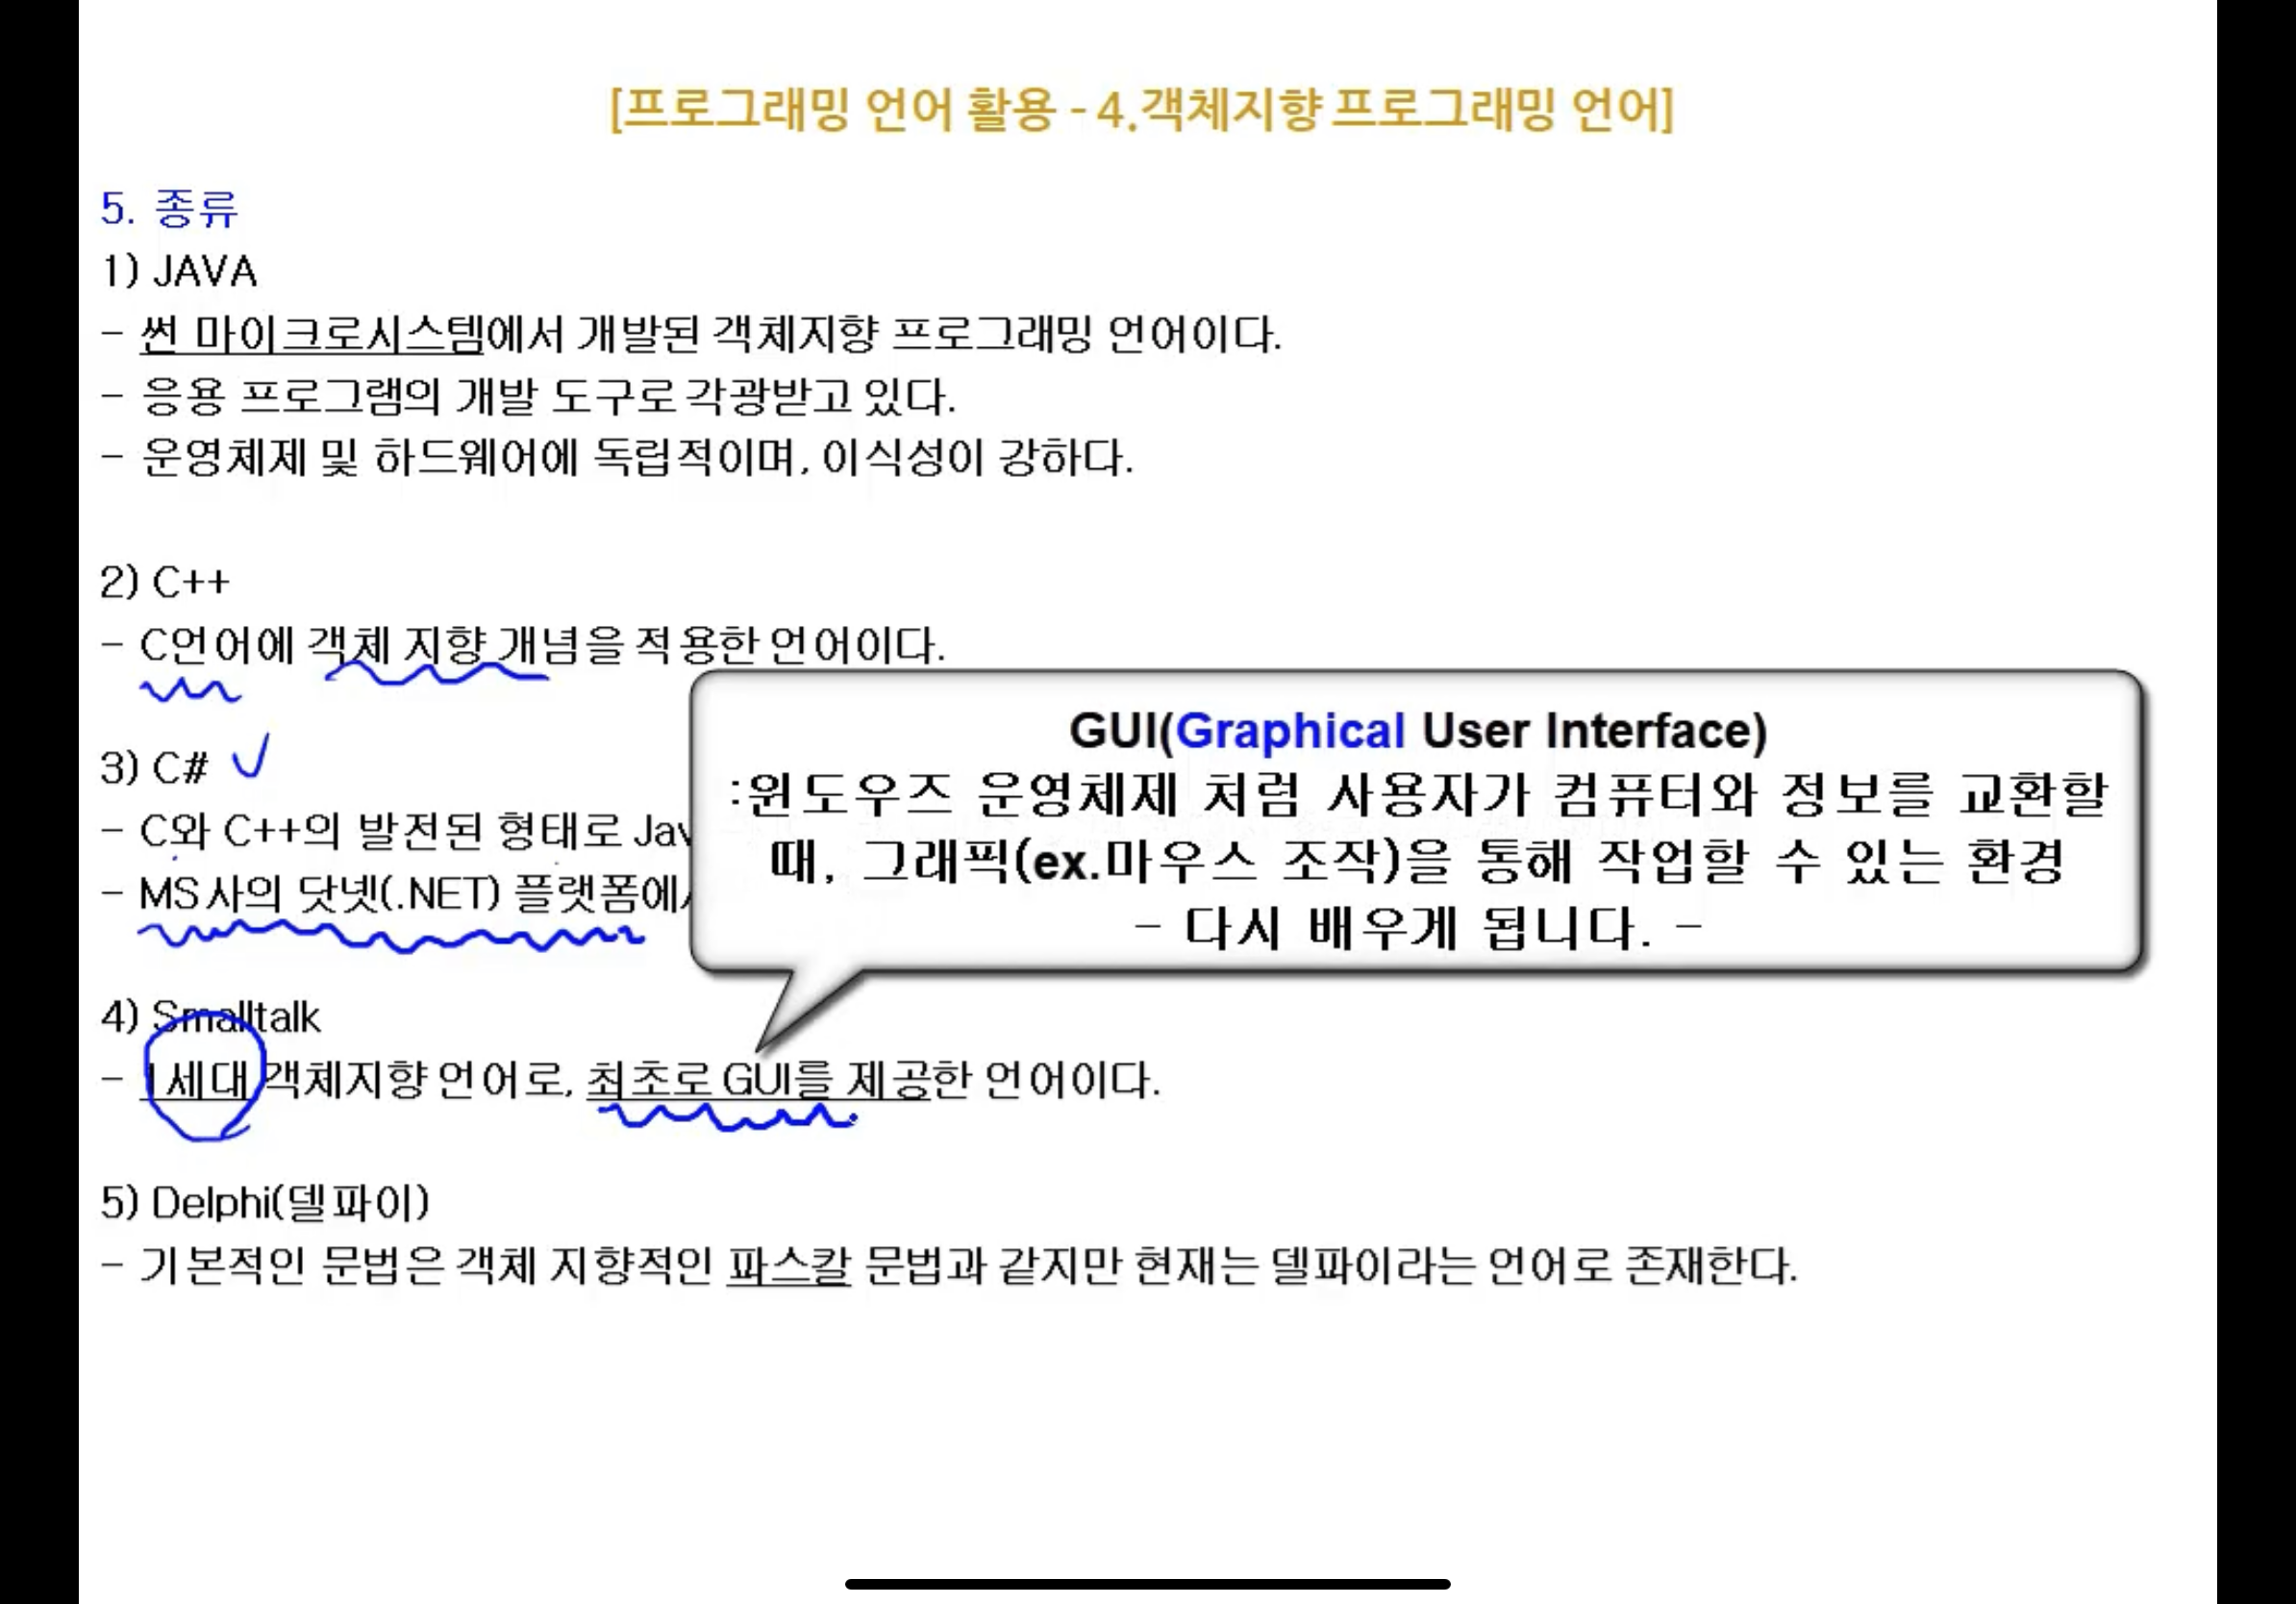 [프로그래밍 언어 활용 - 4.객체지향 프로그래밍 언어]
5. 종류
1) JAVA
- 썬 마이크로시스템에서 개발된 객체지향 프로그래밍 언어이다.
- 응용 프로그램의 개발 도구로 각광받고 있다.
- 운영체제 및 하드웨어에 독립적이며, 이식성이 강하다.
2) C++
- C언어에 객체 지향 개념을 적용한 언어이다.
3) C#
- C와 C++의 발전된 형태로
- MS사의 닷넷(.NET) 플랫폼에
GUI(Graphical User Interface)
:윈도우즈 운영체제 처럼 사용자가 컴퓨터와 정보를 교환할
때, 그래픽(ex.마우스 조작)을 통해 작업할 수 있는 환경
- 다시 배우게 됩니다. -
4) Smalltalk
- 1세대 객체지향 언어로, 최초로 GUI를 제공한 언어이다.
5) Delphi(델파이)
- 기본적인 문법은 객체 지향적인 파스칼 문법과 같지만 현재는 델파이라는 언어로 존재한다.